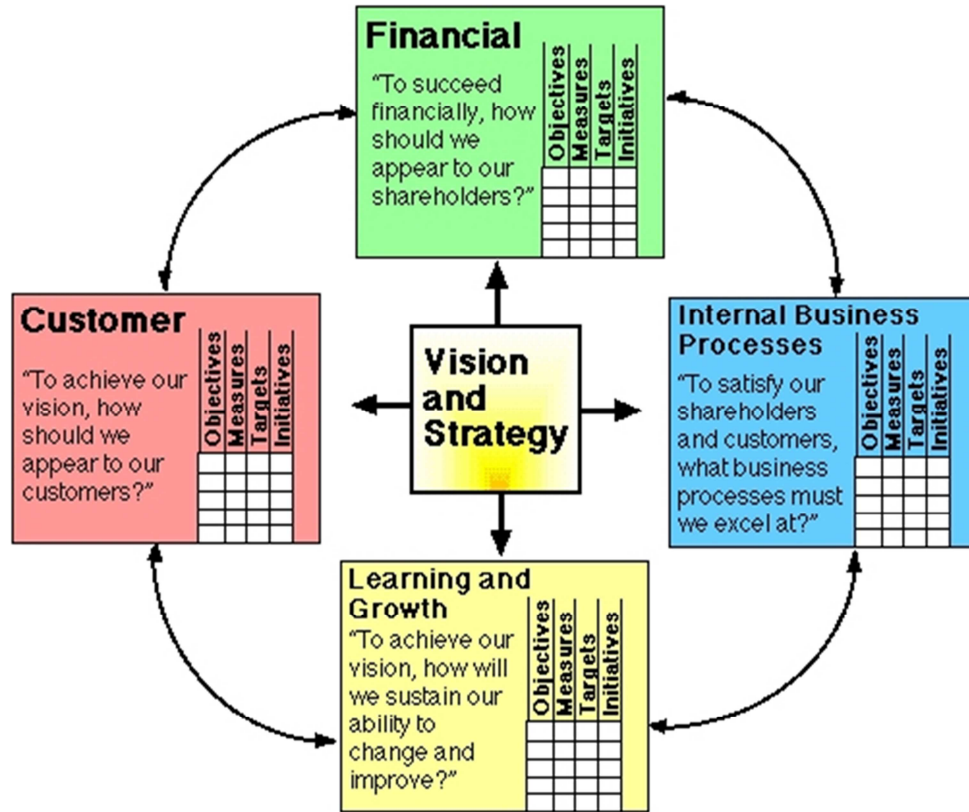 Financial
“To succeed
financially, how
should we
appear to our
shareholders?”
Objectives
Measures
Targets
Initiatives
Customer
“To achieve our
vision, how
should we
appear to our
customers?”
Objectives
Measures
Targets
Initiatives
Vision
and
Strategy
Internal Business
Processes
“To satisfy our
shareholders
and customers,
what business
processes must
we excel at?”
Objectives
Measures
Targets
Initiatives
Learning and
Growth
“To achieve our
vision, how will
we sustain our
ability to
change and
improve?”
Objectives
Measures
Targets
Initiatives